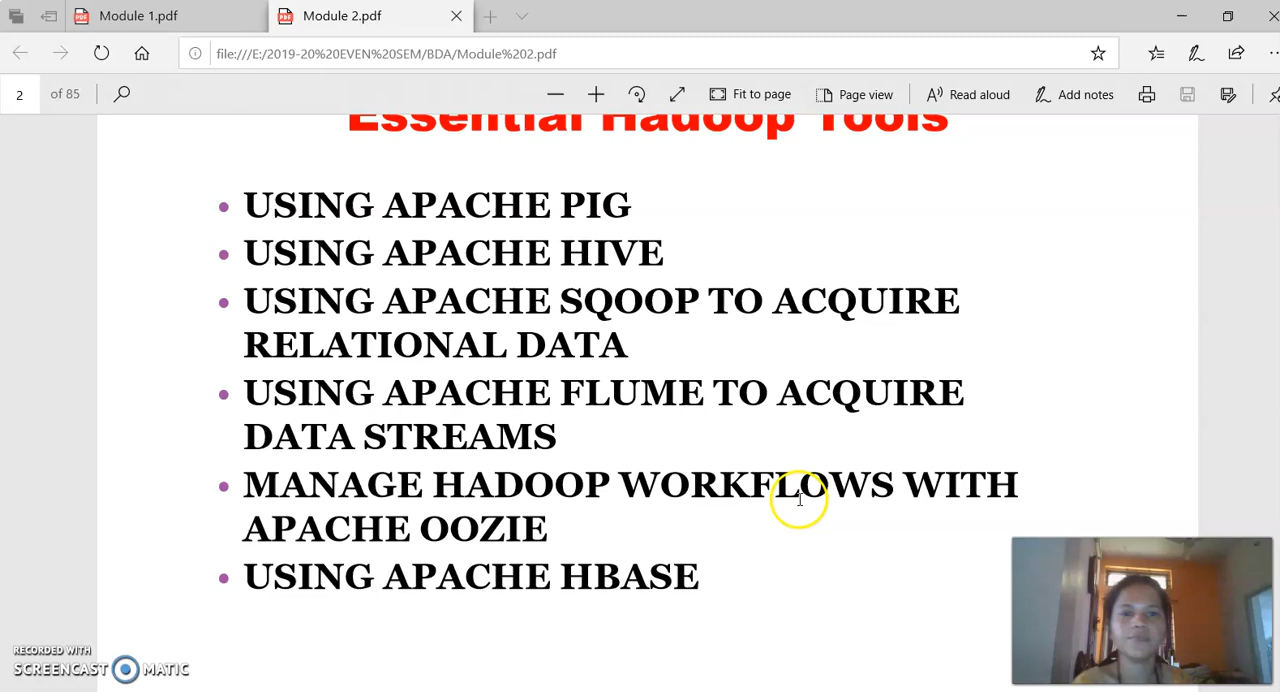 Module 1.pdf
Module 2.pdf
file:///E:/2019-20%20EVEN%20SEM/BDA/Module%202.pdf
2 of 85
Fit to page
Page view
Read aloud
Add notes
Essential Hadoop Tools
• USING APACHE PIG
• USING APACHE HIVE
• USING APACHE SQOOP TO ACQUIRE
RELATIONAL DATA
• USING APACHE FLUME TO ACQUIRE
DATA STREAMS
• MANAGE HADOOP WORKFLOWS WITH
APACHE OOZIE
• USING APACHE HBASE
RECORDED WITH
SCREENCAST MATIC